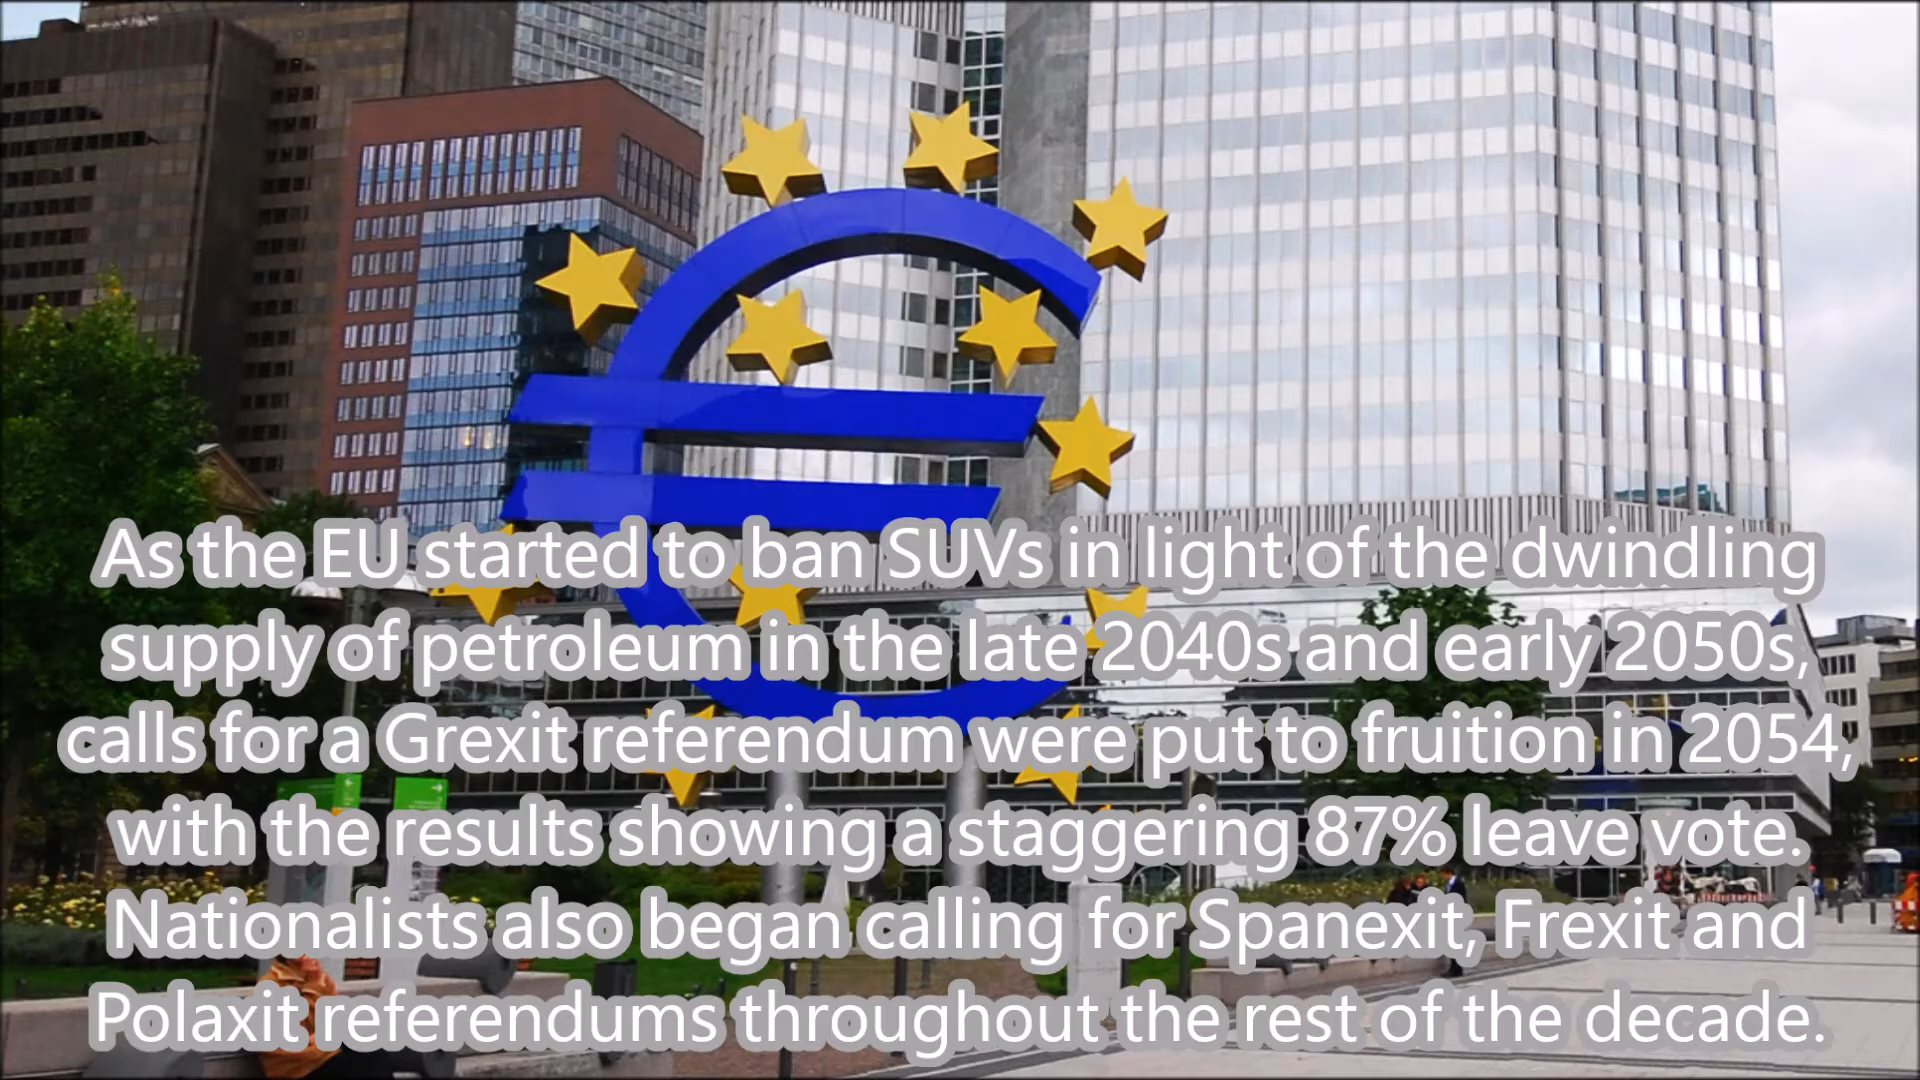 As the EU started to ban SUVs in light of the dwindling
supply of petroleum in the late 2040s and early 2050s,
calls for a Grexit referendum were put to fruition in 2054,
with the results showing a staggering 87% leave vote.
Nationalists also began calling for Spanexit, Frexit and
Polaxit referendums throughout the rest of the decade.